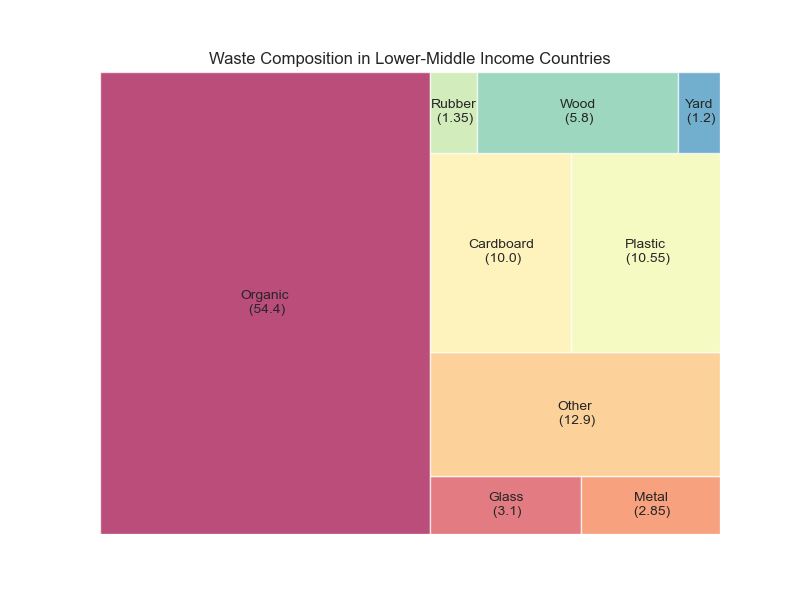 Waste Composition in Lower-Middle Income Countries
Rubber
(1.35)
Wood
(5.8)
Yard
(1.2)
Cardboard
(10.0)
Plastic
(10.55)
Organic
(54.4)
Other
(12.9)
Glass
(3.1)
Metal
(2.85)